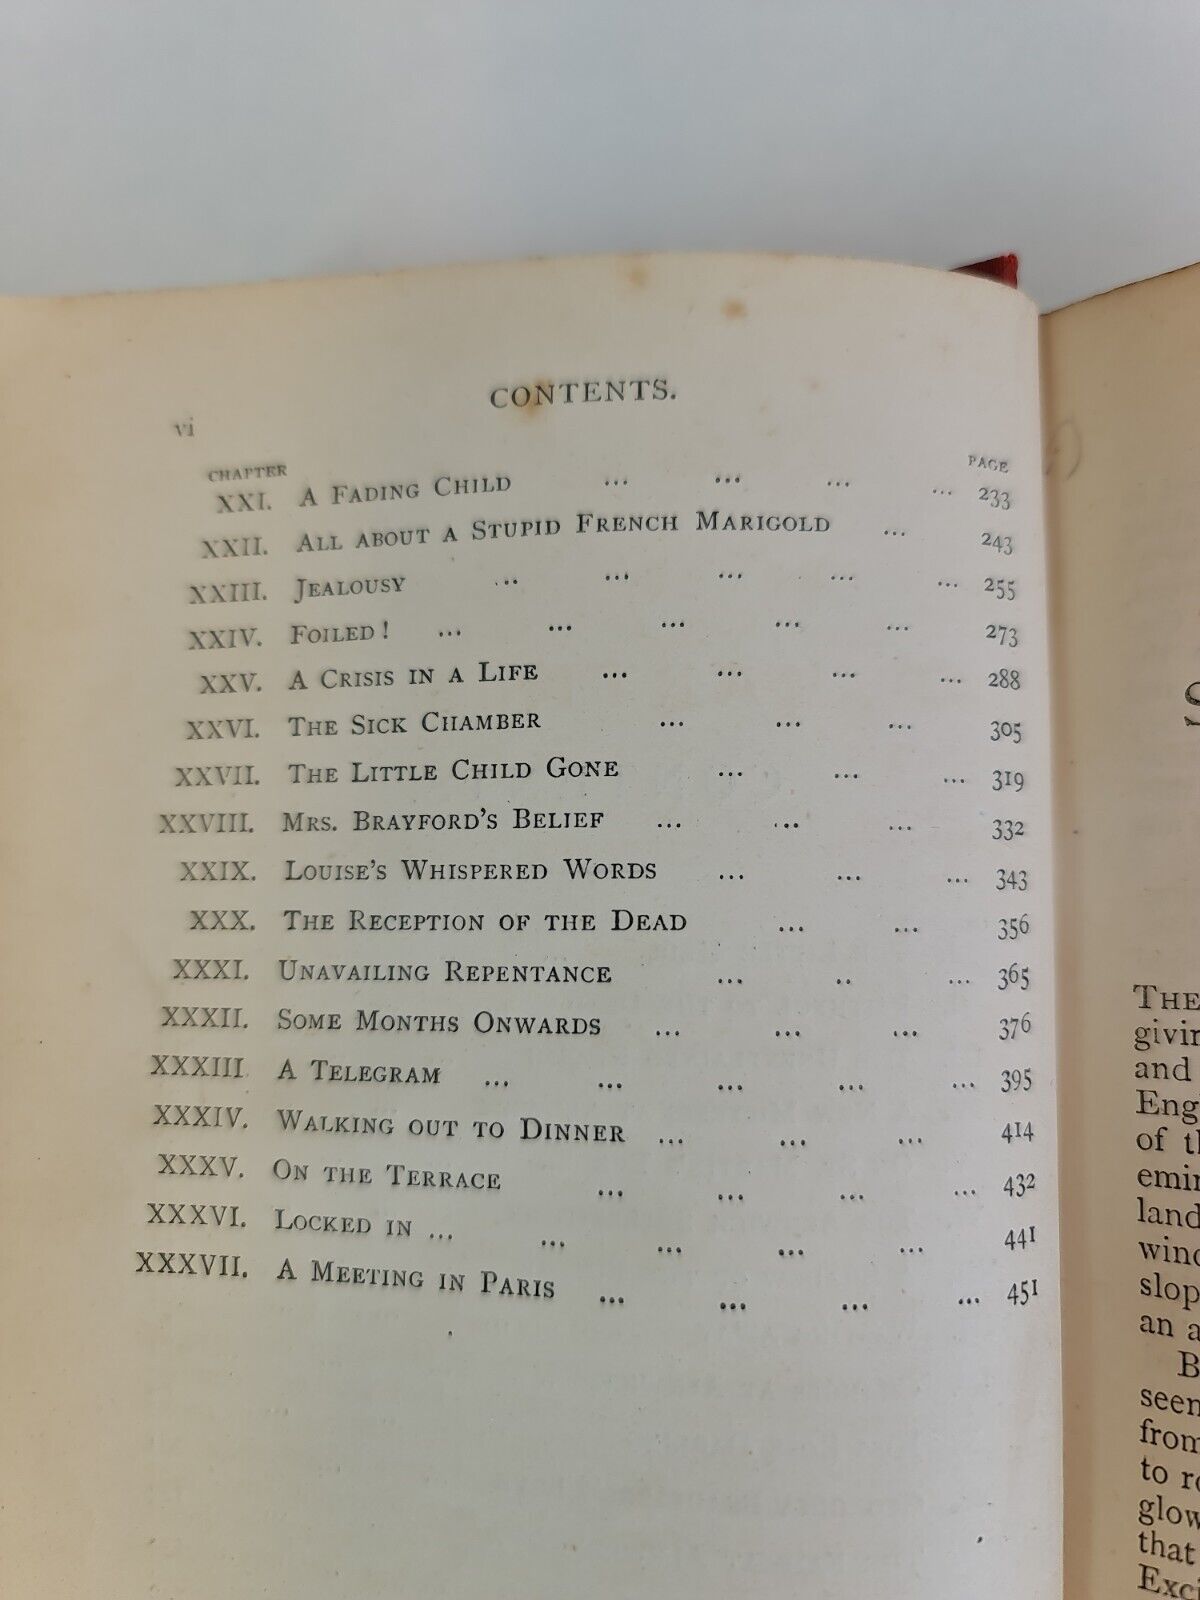 CONTENTS.
vi
CHAPTER PAGE
XXI. A FADING CHILD ... ... ... ... 233
XXII. ALL ABOUT A STUPID FRENCH MARIGOLD ... 243
XXIII. JEALOUSY ... ... ... ... ... 255
XXIV. FOILED! ... ... ... ... ... 273
XXV. A CRISIS IN A LIFE ... ... ... ... 288
XXVI. THE SICK CHAMBER ... ... ... 305
XXVII. THE LITTLE CHILD GONE ... ... ... 319
XXVIII. MRS. BRAYFORD'S BELIEF ... ... ... 332
XXIX. LOUISE'S WHISPERED WORDS ... ... ... 343
XXX. THE RECEPTION OF THE DEAD ... ... 356
XXXI. UNAVAILING REPENTANCE ... .. ... 365
XXXII. SOME MONTHS ONWARDS ... ... ... 376
XXXIII. A TELEGRAM ... ... ... ... ... 395
XXXIV. WALKING OUT TO DINNER ... ... ... 414
XXXV. ON THE TERRACE ... ... ... ... 432
XXXVI. LOCKED IN ... ... ... ... ... 441
XXXVII. A MEETING IN PARIS ... ... ... ... 451
S
THE
givin
and
Eng
of th
emin
land
wind
slop
an a
B
seen
from
to ro
glow
that
Exci